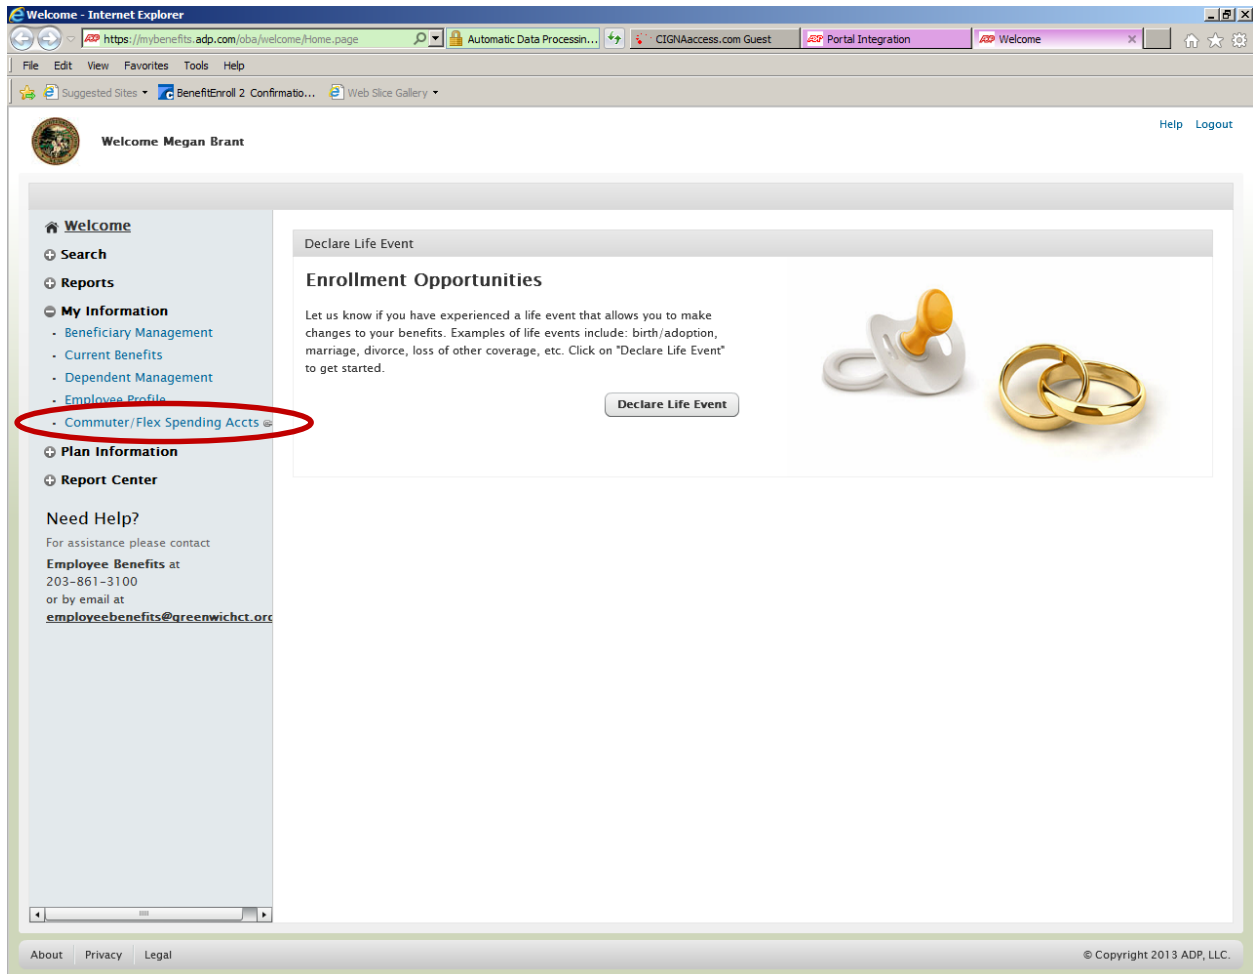 Welcome - Internet Explorer
https://mybenefits.adp.com/oba/welcome/Home.page
Automatic Data Processin...
CIGNAaccess.com Guest
Portal Integration
Welcome
File Edit View Favorites Tools Help
Suggested Sites
BenefitEnroll 2 Confirmatio...
Web Slice Gallery
Welcome Megan Brant
Help Logout
Welcome
Search
Reports
My Information
Beneficiary Management
Current Benefits
Dependent Management
Employee Profile
Commuter/Flex Spending Accts
Plan Information
Report Center
Need Help?
For assistance please contact
Employee Benefits at
203-861-3100
or by email at
employeebenefits@greenwichct.org
Declare Life Event
Enrollment Opportunities
Let us know if you have experienced a life event that allows you to make
changes to your benefits. Examples of life events include: birth/adoption,
marriage, divorce, loss of other coverage, etc. Click on "Declare Life Event"
to get started.
Declare Life Event
About Privacy Legal
© Copyright 2013 ADP, LLC.